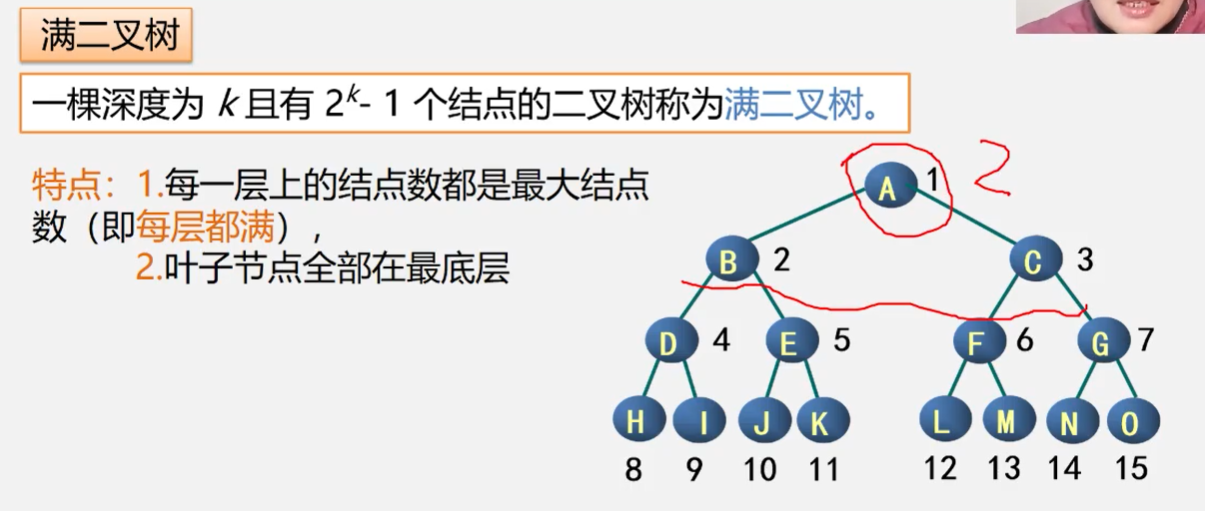 满二叉树
一棵深度为 k 且有 2^k- 1 个结点的二叉树称为满二叉树。
特点：1.每一层上的结点数都是最大结点
数（即每层都满），
2.叶子节点全部在最底层
A 1 2
B 2 C 3
D 4 E 5 F 6 G 7
H I J K L M N O
8 9 10 11 12 13 14 15